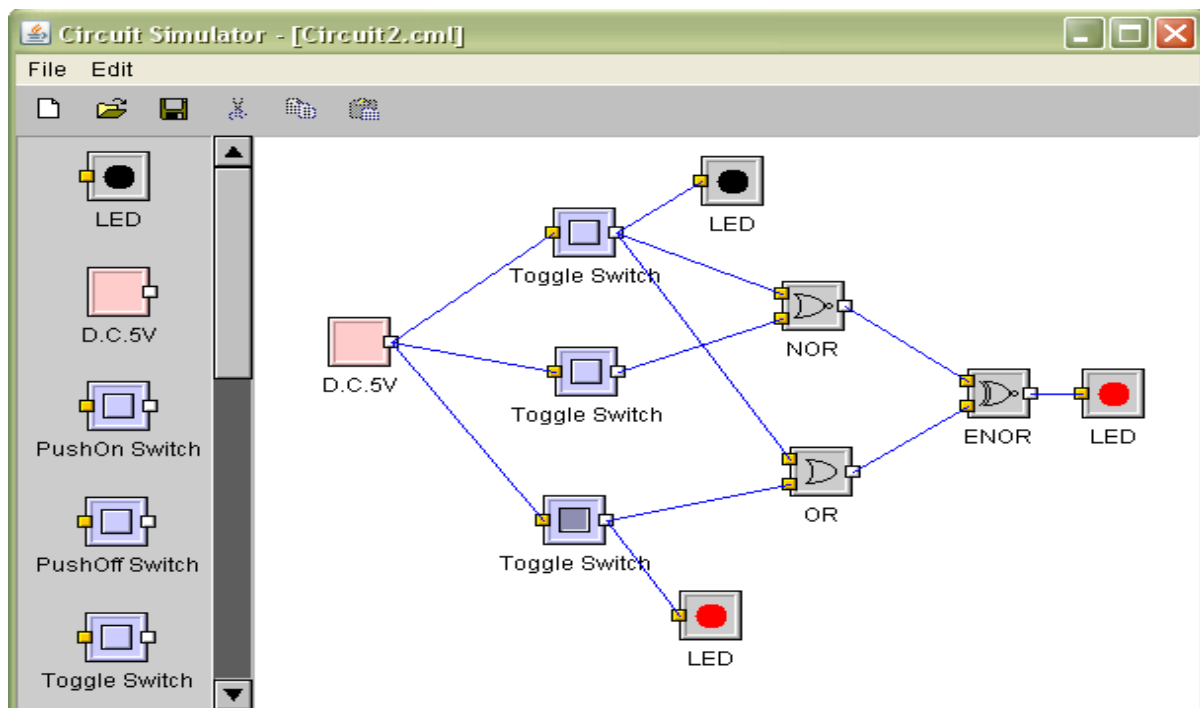 Circuit Simulator - [Circuit2.cml]
File Edit
LED
D.C.5V
PushOn Switch
PushOff Switch
Toggle Switch
LED
Toggle Switch
NOR
D.C.5V
Toggle Switch
ENOR
LED
OR
Toggle Switch
LED